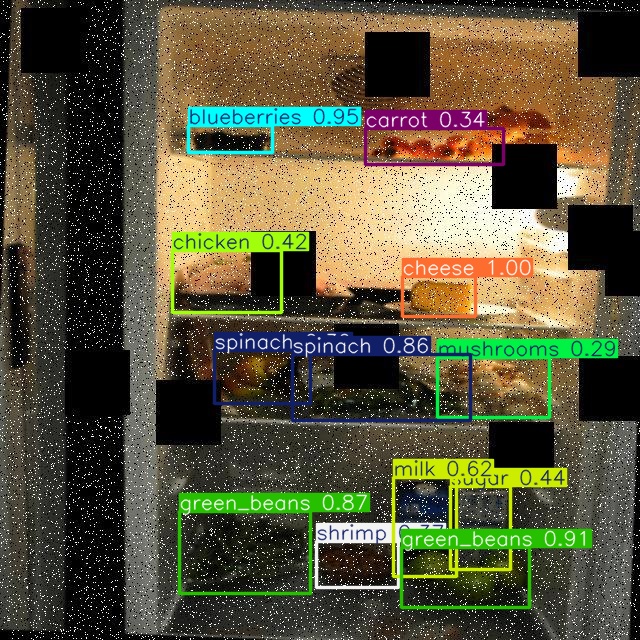 blueberries 0.95
carrot 0.34
chicken 0.42
cheese 1.00
spinach
spinach 0.86
mushrooms 0.29
milk 0.62
sugar 0.44
green_beans 0.87
shrimp
green_beans 0.91